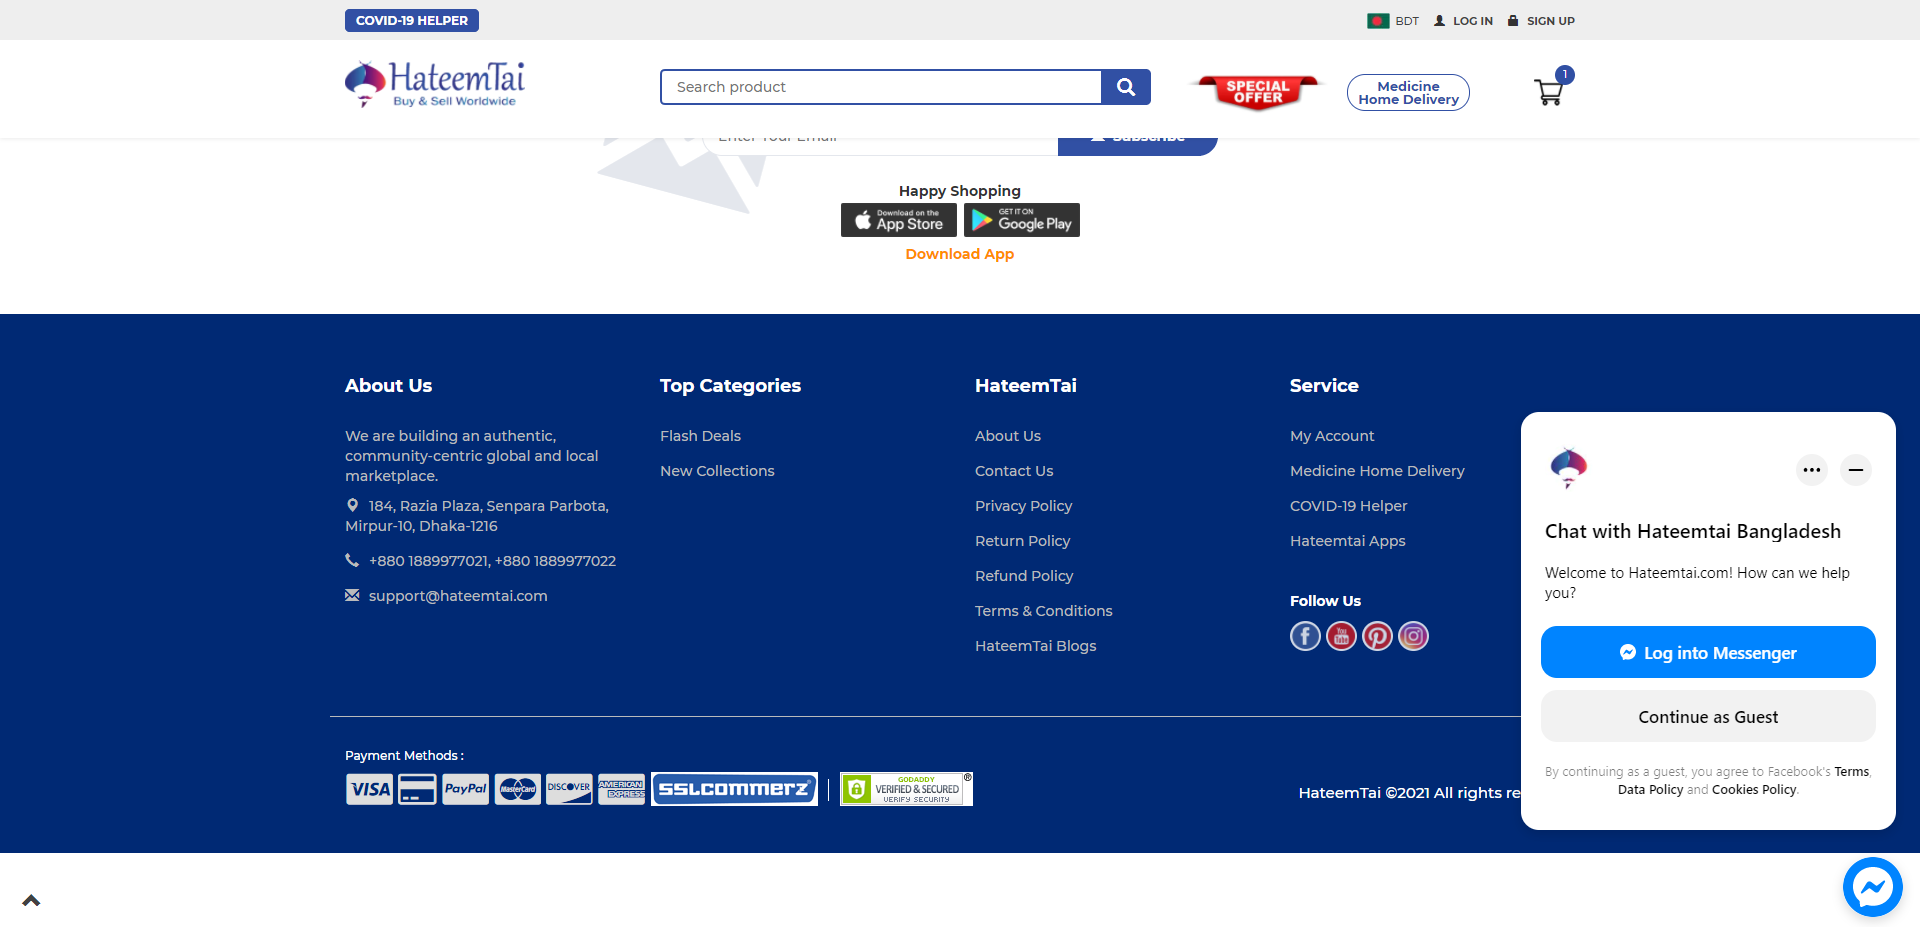 COVID-19 HELPER
BDT
LOG IN
SIGN UP
HateemTai
Buy & Sell Worldwide
Search product
SPECIAL
OFFER
Medicine
Home Delivery
1
Enter Your Email
Subscribe
Happy Shopping
Download on the
App Store
GET IT ON
Google Play
Download App
About Us
We are building an authentic,
community-centric global and local
marketplace.
184, Razia Plaza, Senpara Parbota,
Mirpur-10, Dhaka-1216
+880 1889977021, +880 1889977022
support@hateemtai.com
Top Categories
Flash Deals
New Collections
HateemTai
About Us
Contact Us
Privacy Policy
Return Policy
Refund Policy
Terms & Conditions
HateemTai Blogs
Service
My Account
Medicine Home Delivery
COVID-19 Helper
Hateemtai Apps
Follow Us
You
Tube
Chat with Hateemtai Bangladesh
Welcome to Hateemtai.com! How can we help
you?
Log into Messenger
Continue as Guest
By continuing as a guest, you agree to Facebook's Terms,
Data Policy and Cookies Policy.
Payment Methods :
VISA
PayPal
MasterCard
DISCOVER
AMERICAN
EXPRESS
SSLCOMMERZ
GODADDY
VERIFIED & SECURED
VERIFY SECURITY
HateemTai ©2021 All rights re